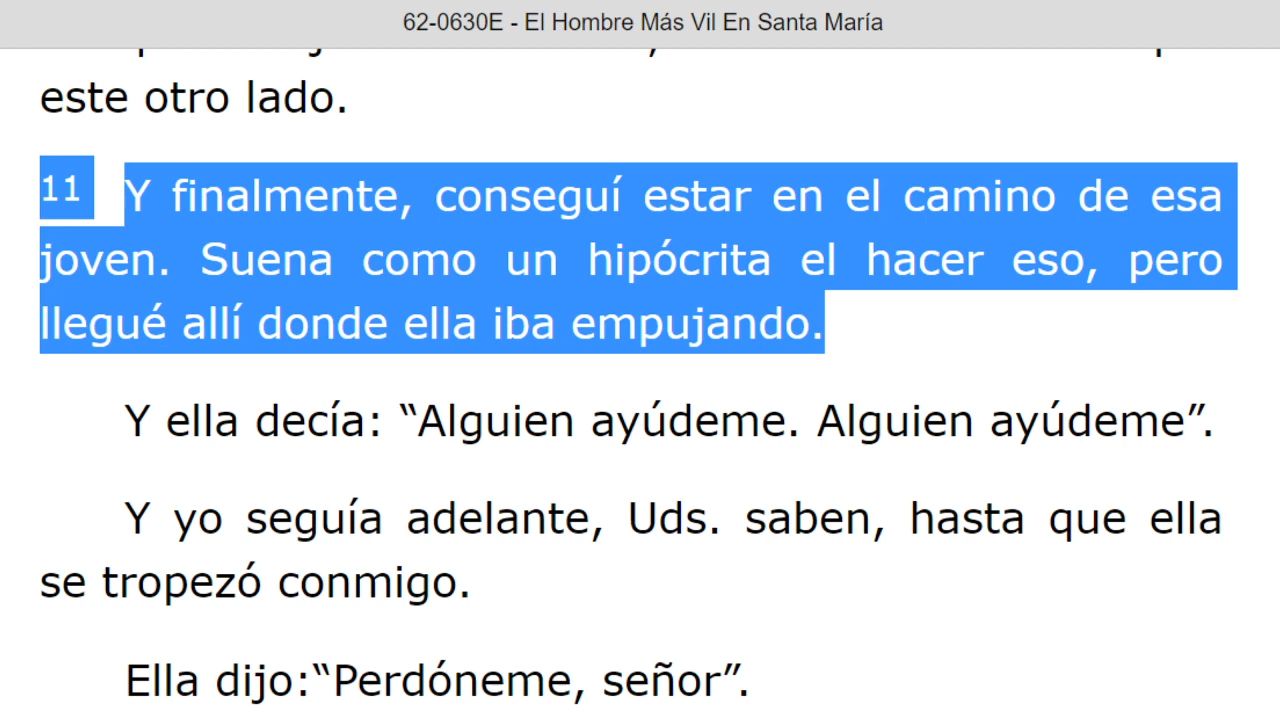 62-0630E - El Hombre Más Vil En Santa María
este otro lado.
11 Y finalmente, conseguí estar en el camino de esa
joven. Suena como un hipócrita el hacer eso, pero
llegué allí donde ella iba empujando.
Y ella decía: “Alguien ayúdeme. Alguien ayúdeme”.
Y yo seguía adelante, Uds. saben, hasta que ella
se tropezó conmigo.
Ella dijo:“Perdóneme, señor”.